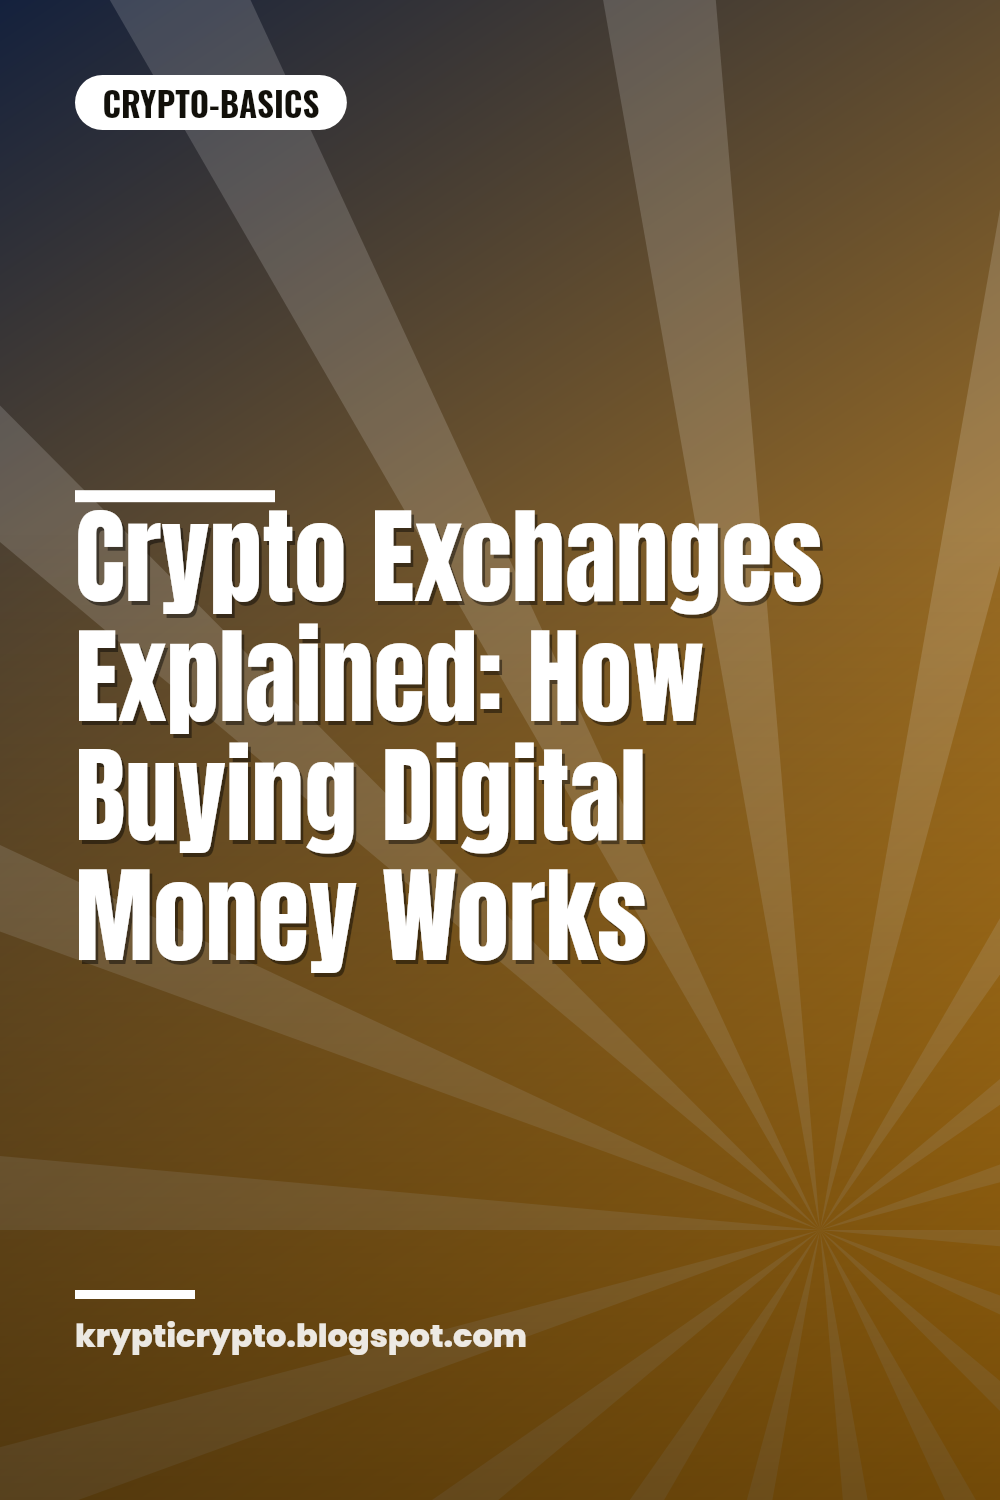 CRYPTO-BASICS
Crypto Exchanges
Explained: How
Buying Digital
Money Works
krypticrypto.blogspot.com